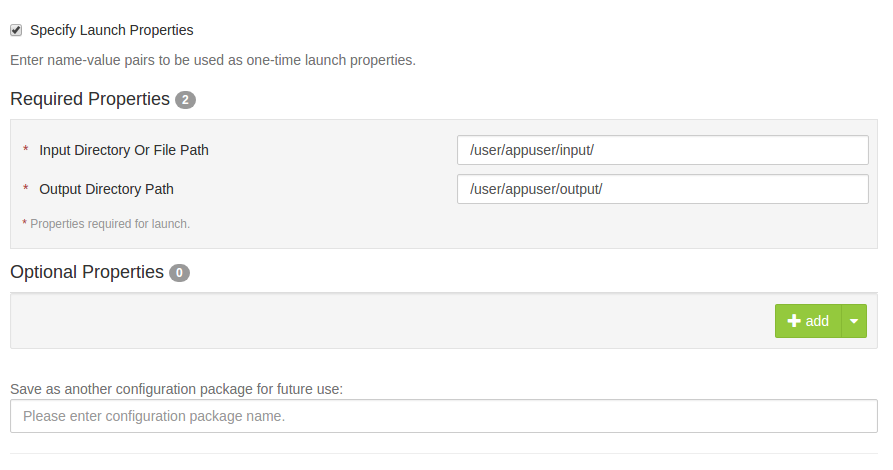 Specify Launch Properties
Enter name-value pairs to be used as one-time launch properties.
Required Properties 2
* Input Directory Or File Path /user/appuser/input/
* Output Directory Path /user/appuser/output/
* Properties required for launch.
Optional Properties 0
add
Save as another configuration package for future use:
Please enter configuration package name.